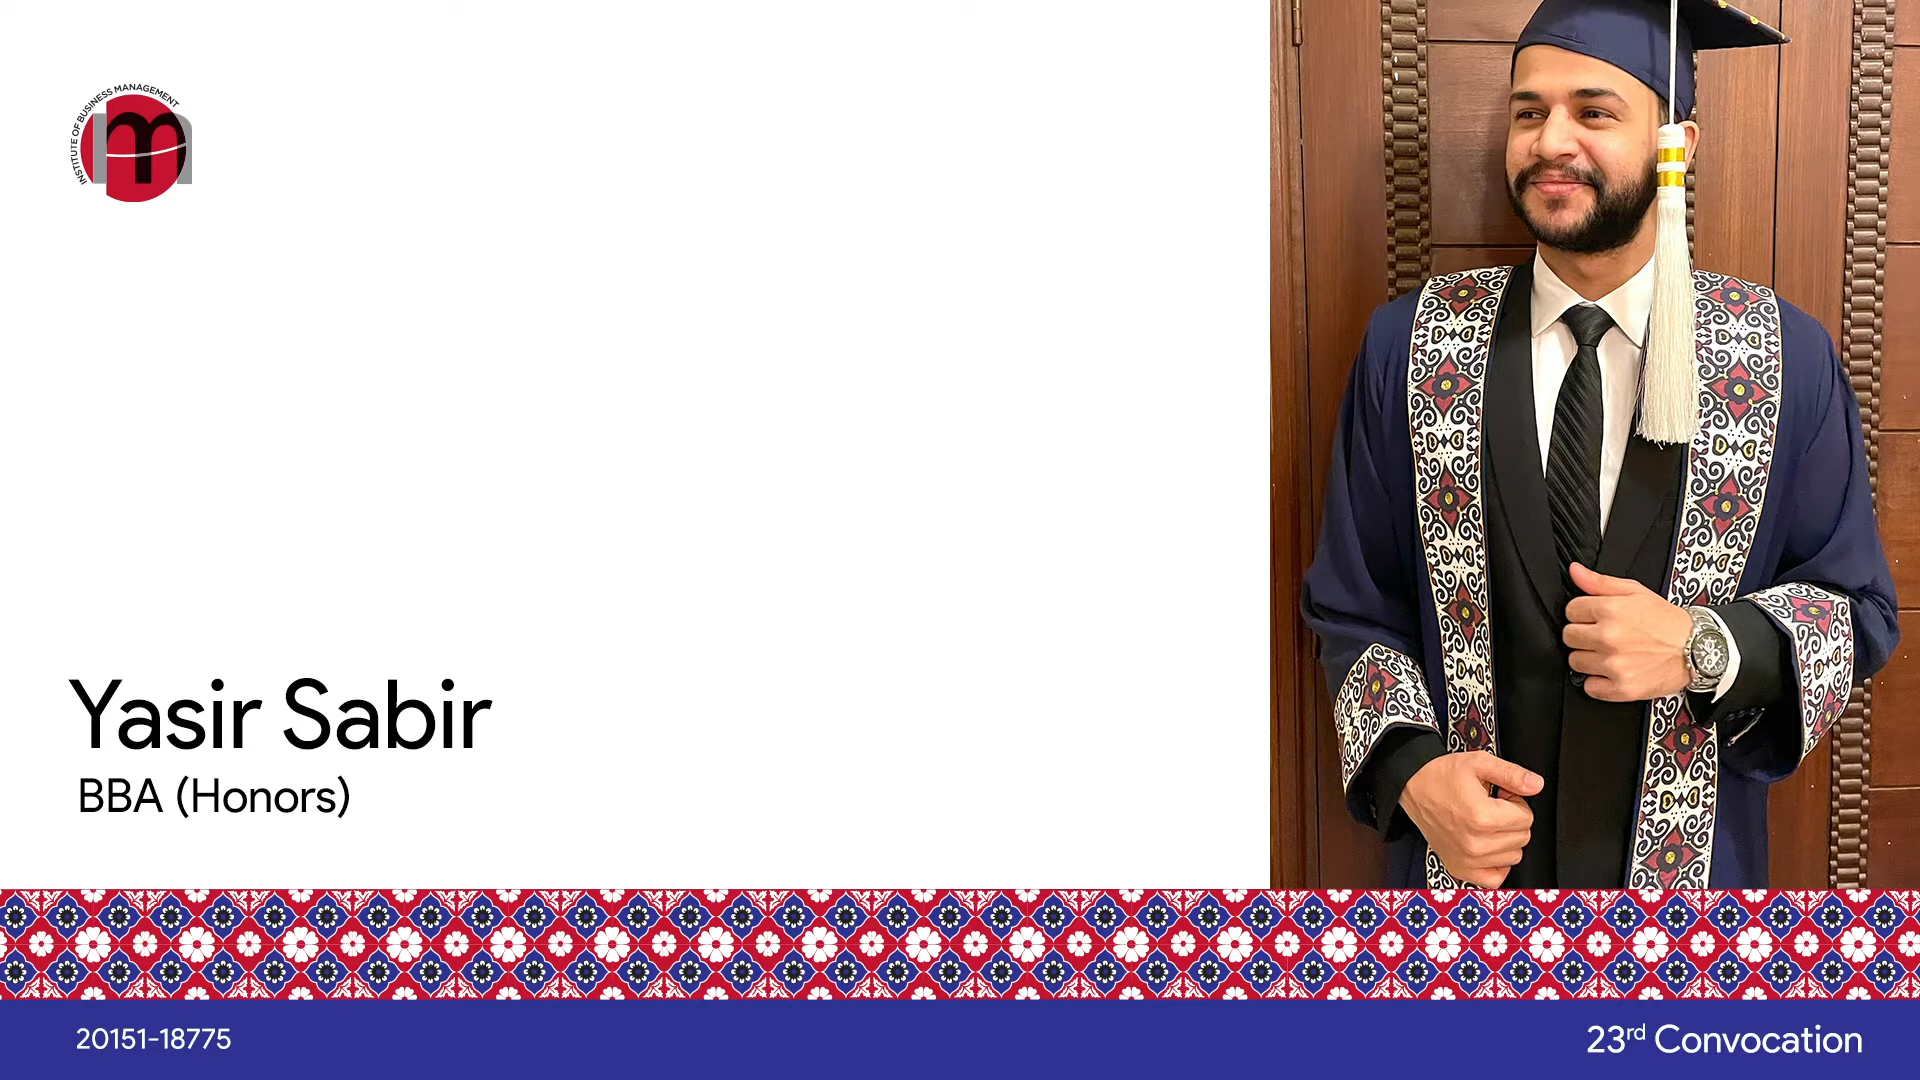 INSTITUTE OF BUSINESS MANAGEMENT
m
Yasir Sabir
BBA (Honors)
20151-18775
23rd Convocation